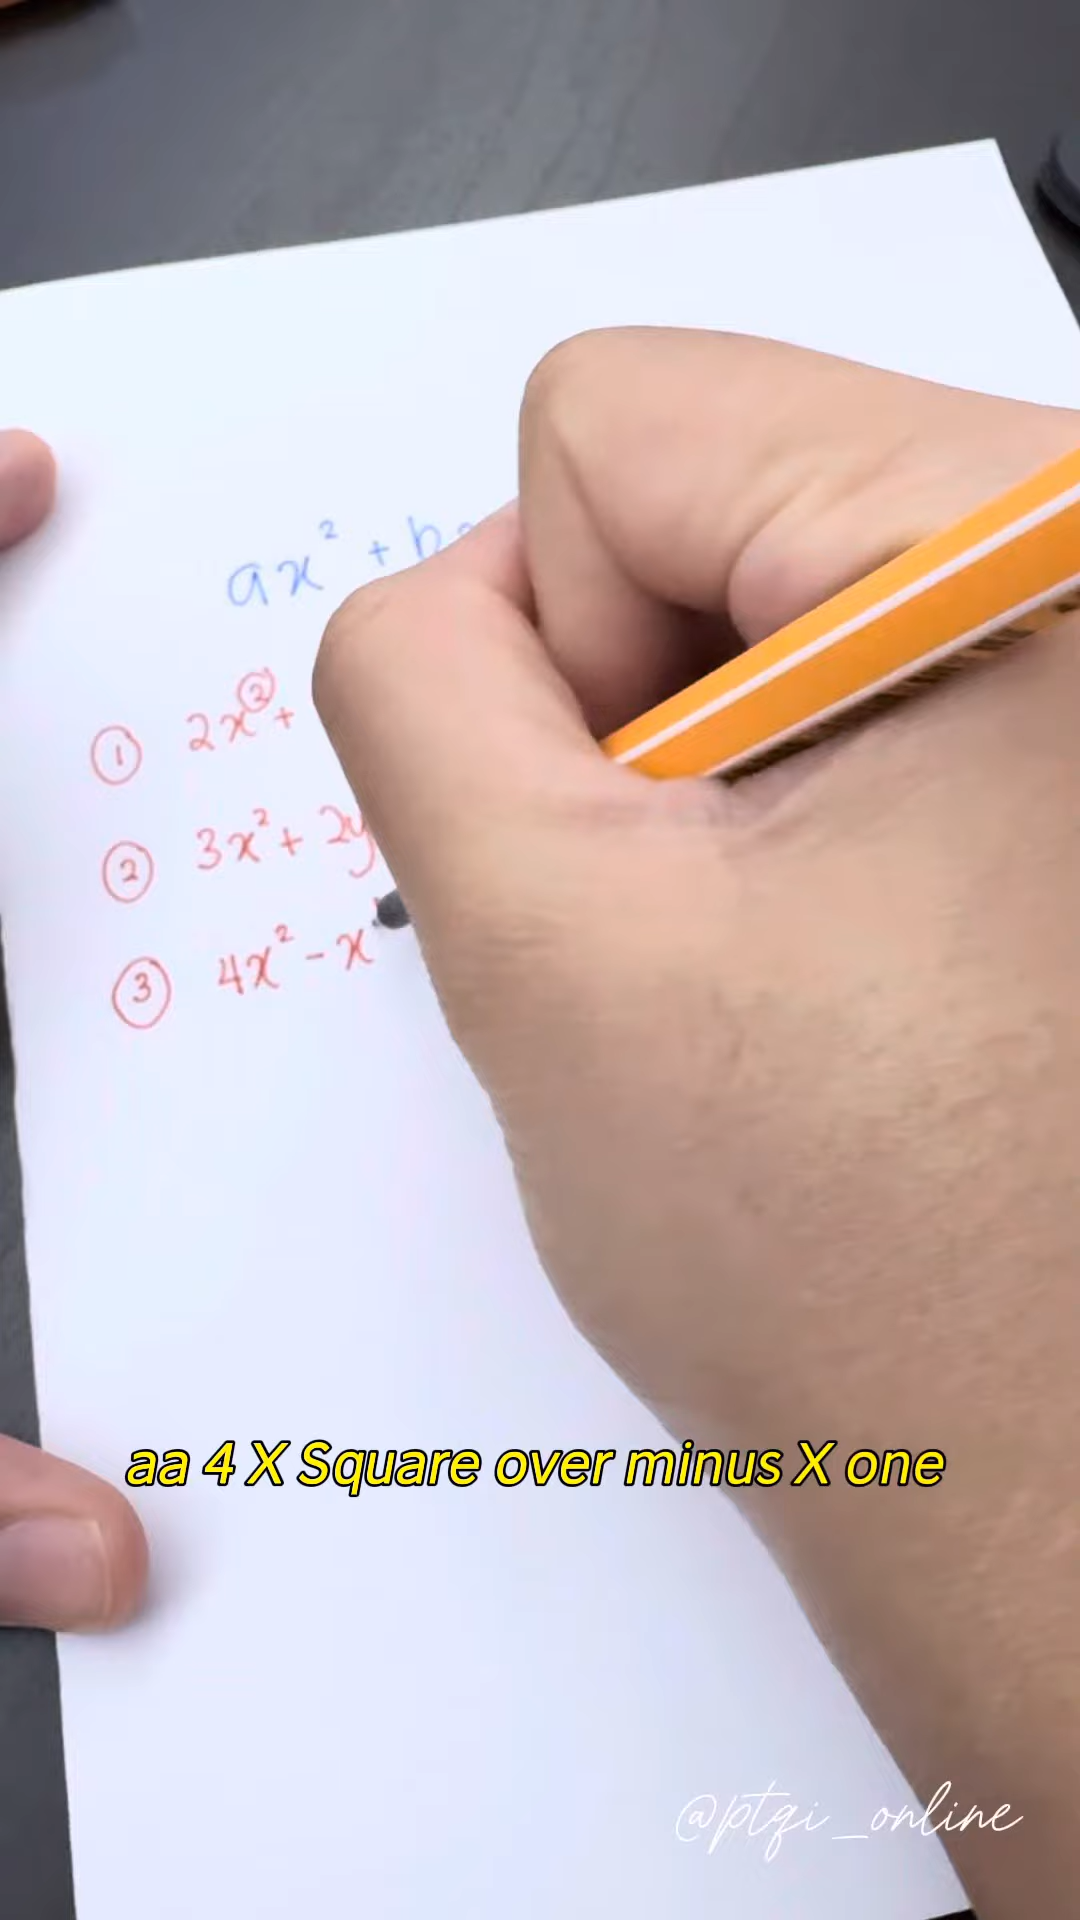 ax² + b
① 2x² +
② 3x² + 2y
③ 4x² - x
aa 4 X Square over minus X one
@ptqi_online